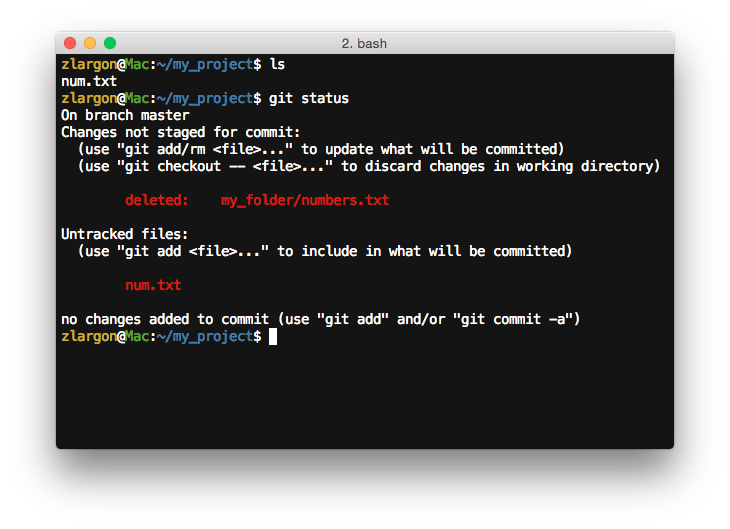 2. bash
zlargon@Mac:~/my_project$ ls
num.txt
zlargon@Mac:~/my_project$ git status
On branch master
Changes not staged for commit:
  (use "git add/rm <file>..." to update what will be committed)
  (use "git checkout -- <file>..." to discard changes in working directory)
        deleted:    my_folder/numbers.txt
Untracked files:
  (use "git add <file>..." to include in what will be committed)
        num.txt
no changes added to commit (use "git add" and/or "git commit -a")
zlargon@Mac:~/my_project$